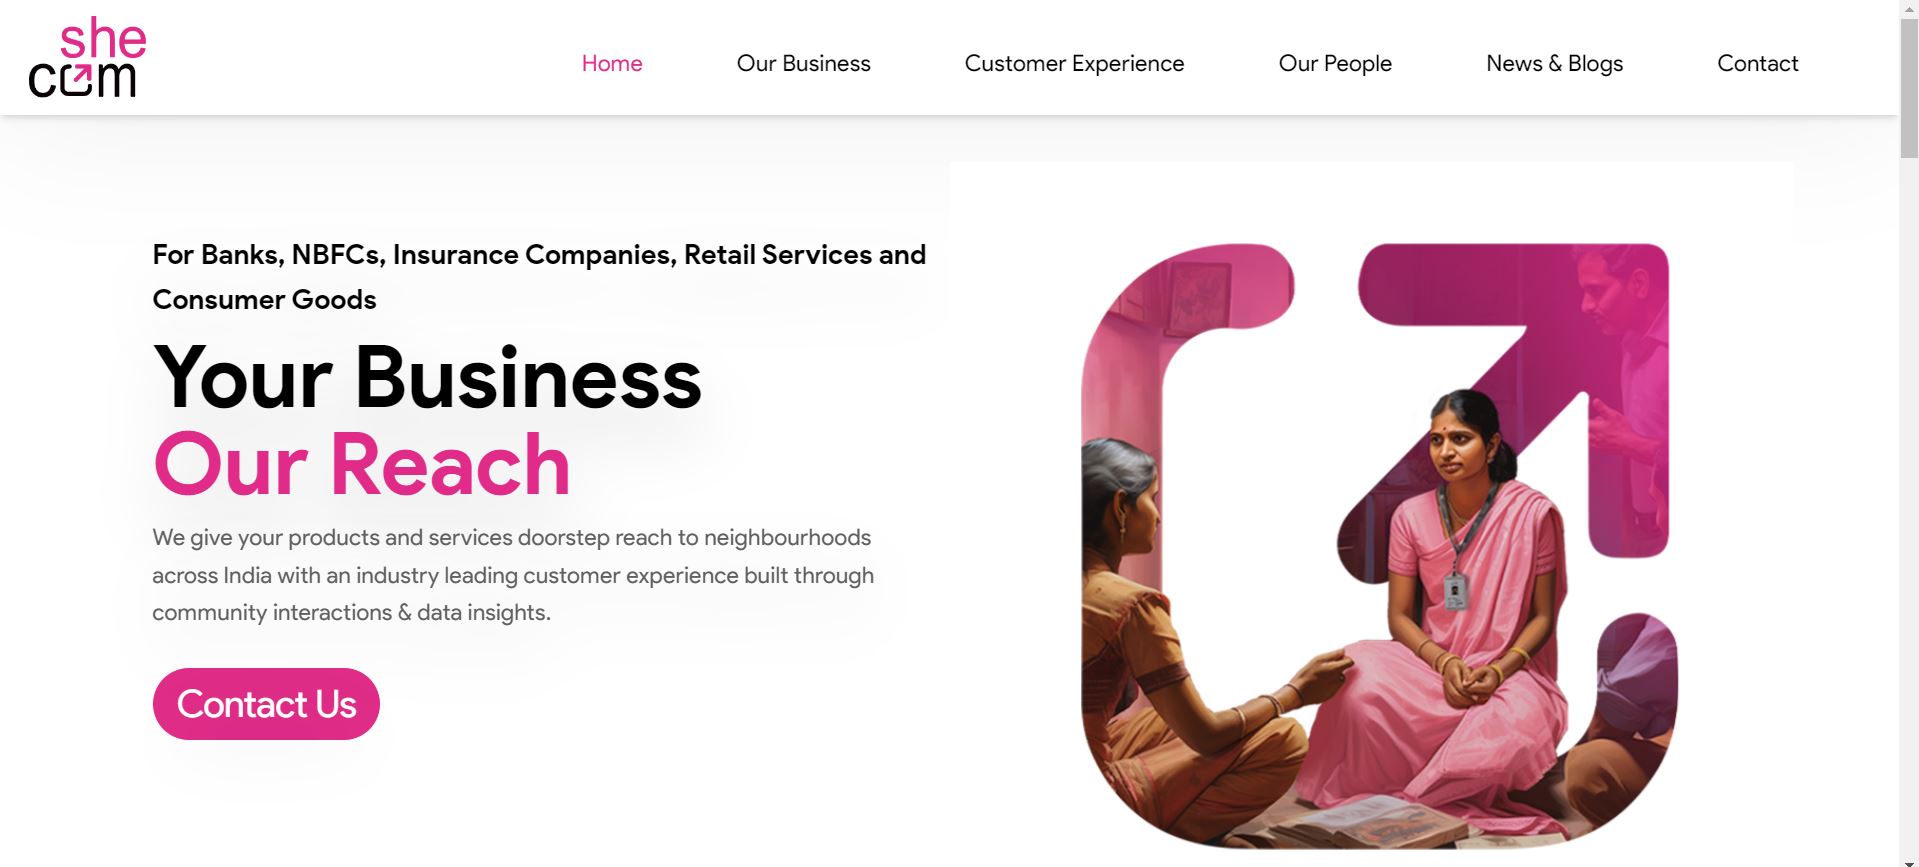 she
com
Home
Our Business
Customer Experience
Our People
News & Blogs
Contact
For Banks, NBFCs, Insurance Companies, Retail Services and
Consumer Goods
Your Business
Our Reach
We give your products and services doorstep reach to neighbourhoods
across India with an industry leading customer experience built through
community interactions & data insights.
Contact Us